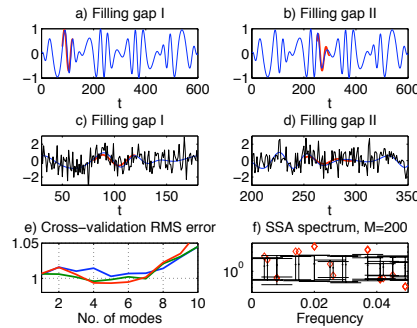 a) Filling gap I
b) Filling gap II
1
0
−1
0 200 400 600
t
1
0
−1
0 200 400 600
t
c) Filling gap I
d) Filling gap II
2
0
−2
50 100 150
t
2
0
−2
200 250 300 350
t
e) Cross−validation RMS error
f) SSA spectrum, M=200
1.05
1
2 4 6 8 10
No. of modes
10⁰
0 0.02 0.04
Frequency